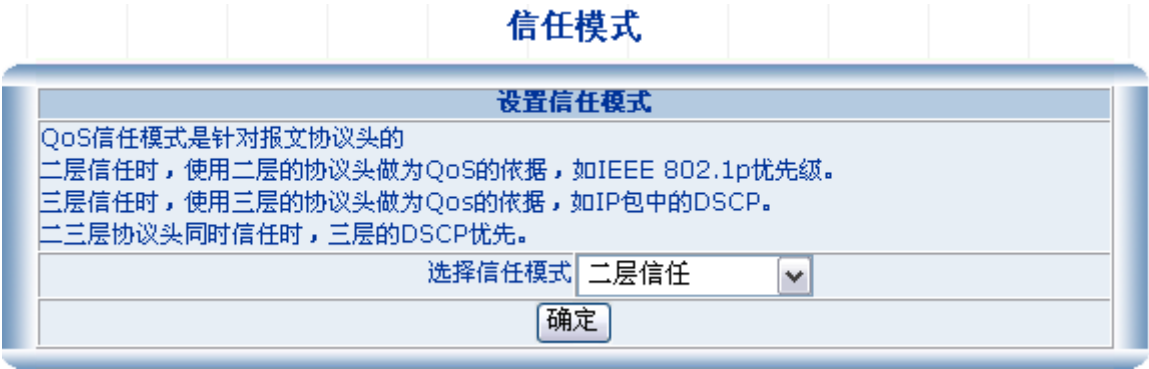 信任模式
设置信任模式
QoS信任模式是针对报文协议头的
二层信任时，使用二层的协议头做为QoS的依据，如IEEE 802.1p优先级。
三层信任时，使用三层的协议头做为Qos的依据，如IP包中的DSCP。
二三层协议头同时信任时，三层的DSCP优先。
选择信任模式 二层信任
确定